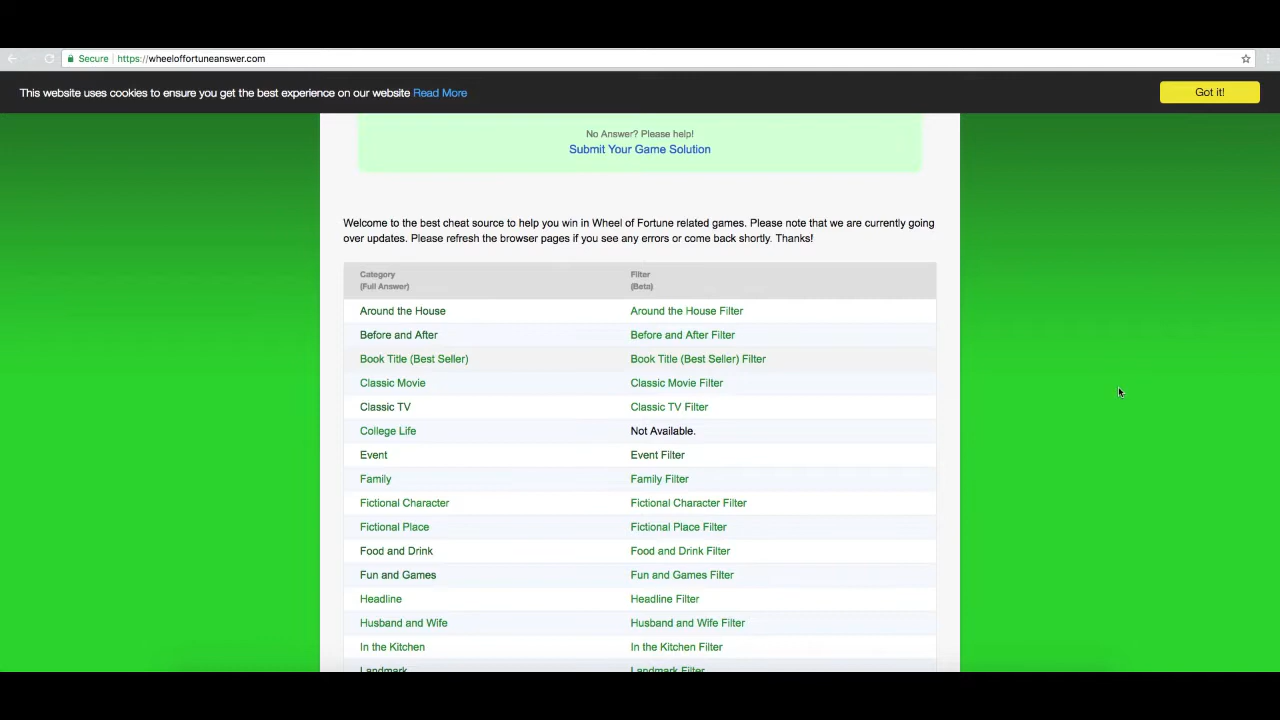 Secure https://wheeloffortuneanswer.com
This website uses cookies to ensure you get the best experience on our website Read More
Got it!
No Answer? Please help!
Submit Your Game Solution
Welcome to the best cheat source to help you win in Wheel of Fortune related games. Please note that we are currently going
over updates. Please refresh the browser pages if you see any errors or come back shortly. Thanks!
Category Filter
(Full Answer) (Beta)
Around the House Around the House Filter
Before and After Before and After Filter
Book Title (Best Seller) Book Title (Best Seller) Filter
Classic Movie Classic Movie Filter
Classic TV Classic TV Filter
College Life Not Available.
Event Event Filter
Family Family Filter
Fictional Character Fictional Character Filter
Fictional Place Fictional Place Filter
Food and Drink Food and Drink Filter
Fun and Games Fun and Games Filter
Headline Headline Filter
Husband and Wife Husband and Wife Filter
In the Kitchen In the Kitchen Filter
Landmark Landmark Filter